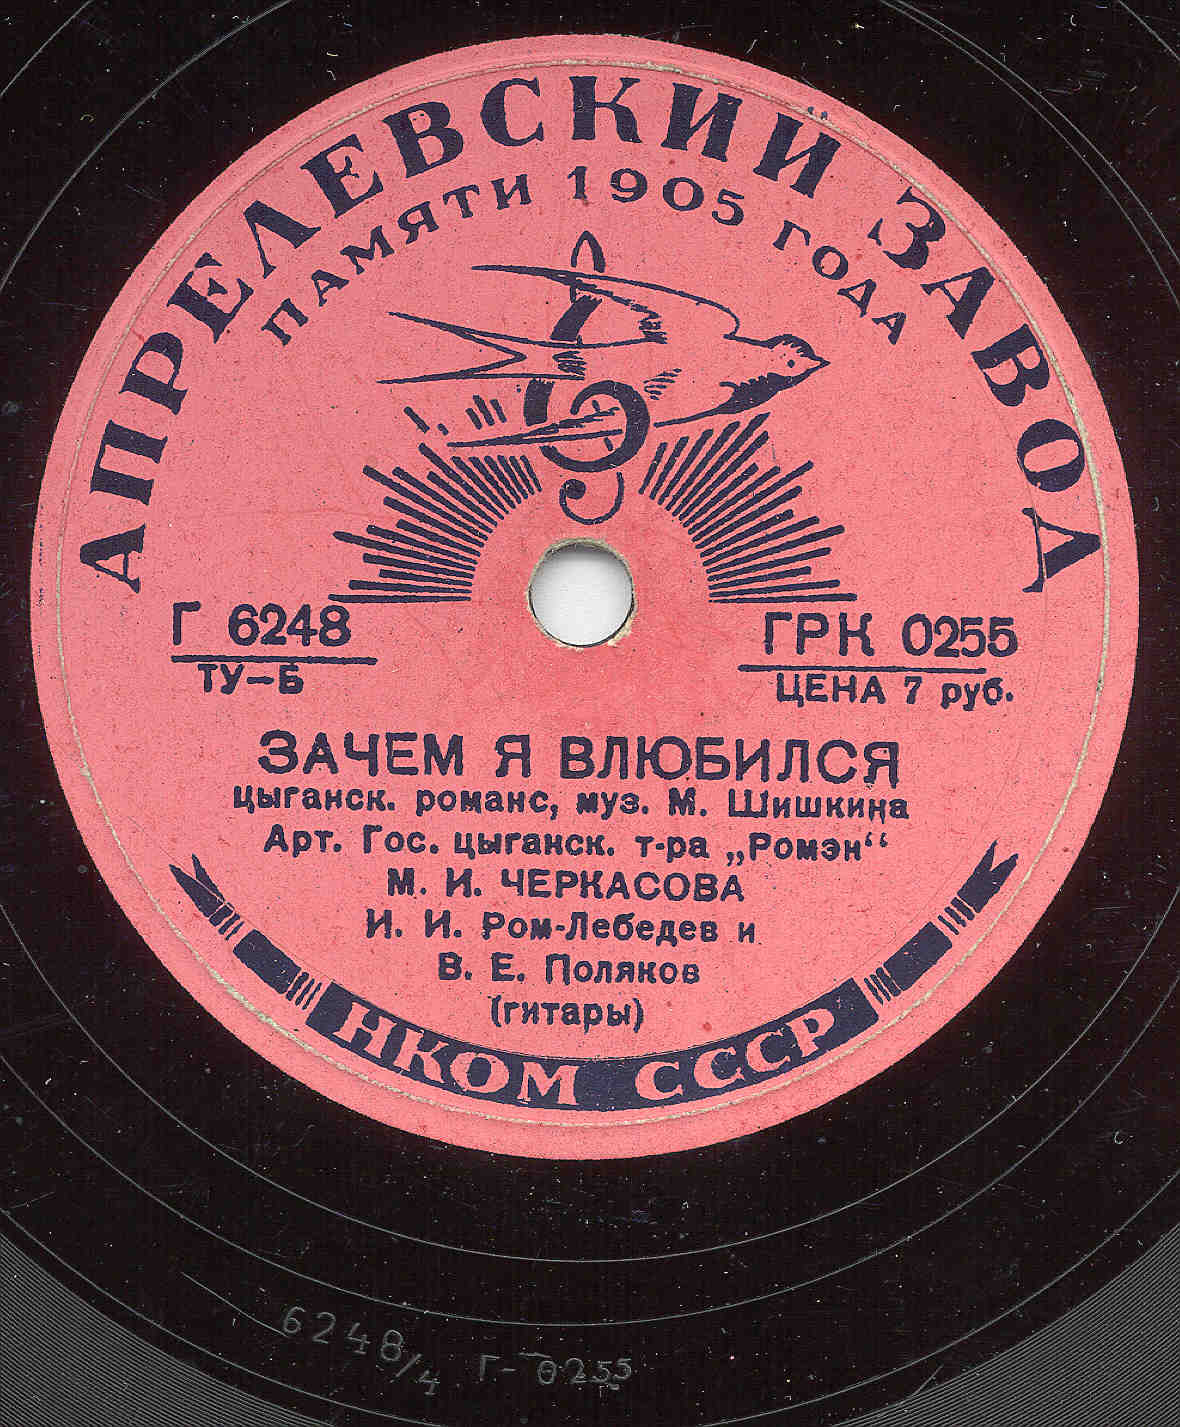 АПРЕЛЕВСКИЙ ЗАВОД
ПАМЯТИ 1905 ГОДА
Г 6248
ТУ-Б
ГРК 0255
ЦЕНА 7 руб.
ЗАЧЕМ Я ВЛЮБИЛСЯ
цыганск. романс, муз. М. Шишкина
Арт. Гос. цыганск. т-ра „Ромэн“
М. И. ЧЕРКАСОВА
И. И. Ром-Лебедев и
В. Е. Поляков
(гитары)
НКОМ СССР
6248/4 Г-0255